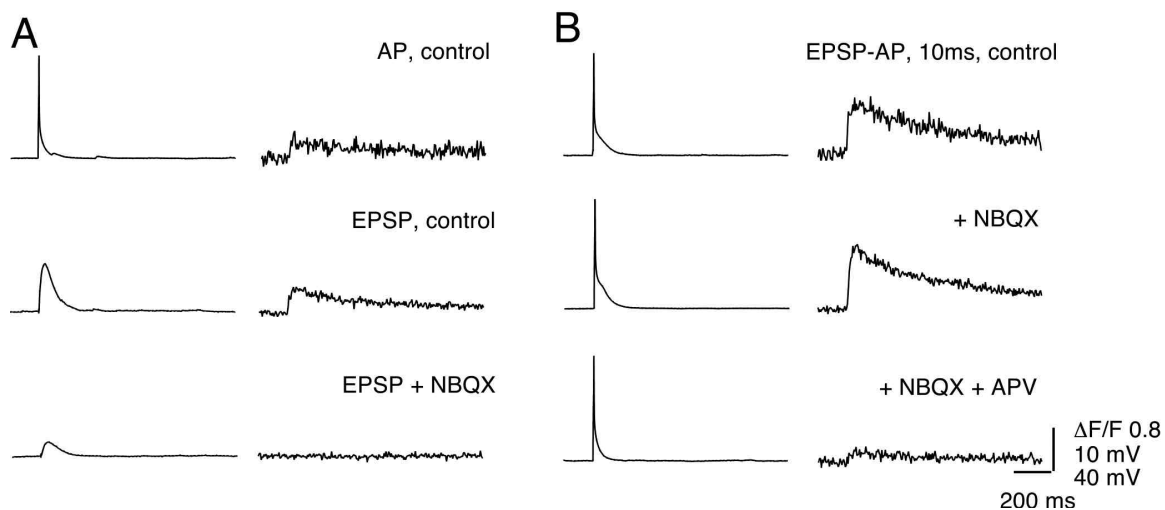 A
AP, control
EPSP, control
EPSP + NBQX
B
EPSP-AP, 10ms, control
+ NBQX
+ NBQX + APV
ΔF/F 0.8
10 mV
40 mV
200 ms